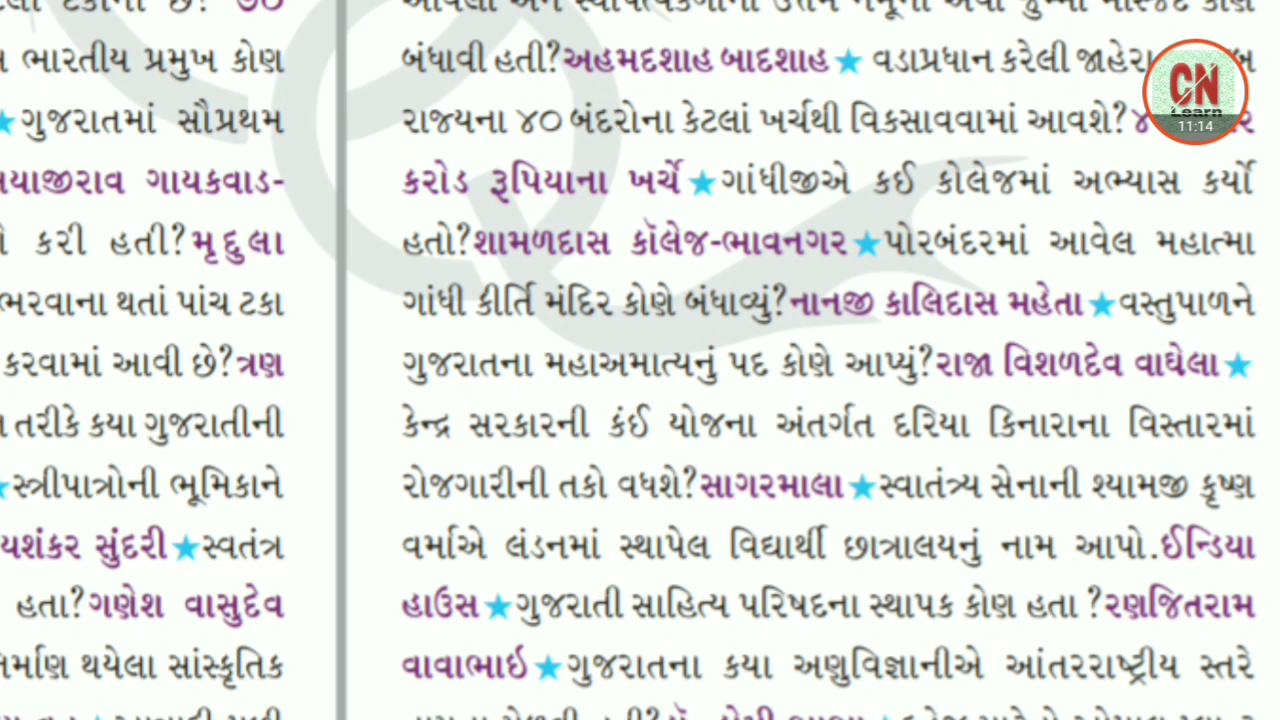 ભારતીય પ્રમુખ કોણ
★ગુજરાતમાં સૌપ્રથમ
ગાયકવાડ-
કરી હતી?મૃદુલા
ભરવાના થતાં પાંચ ટકા
કરવામાં આવી છે?ત્રણ
તરીકે કયા ગુજરાતીની
★સ્ત્રીપાત્રોની ભૂમિકાને
સુંદરી★સ્વતંત્ર
હતા?ગણેશ વાસુદેવ
થયેલા સાંસ્કૃતિક
બંધાવી હતી?અહમદશાહ બાદશાહ★ વડાપ્રધાન કરેલી
રાજ્યના ૪૦ બંદરોના કેટલાં ખર્ચથી વિકસાવવામાં આવશે?
કરોડ રૂપિયાના ખર્ચે★ગાંધીજીએ કઈ કોલેજમાં અભ્યાસ કર્યો
હતો?શામળદાસ કૉલેજ-ભાવનગર★પોરબંદરમાં આવેલ મહાત્મા
ગાંધી કીર્તિ મંદિર કોણે બંધાવ્યું?નાનજી કાલિદાસ મહેતા★વસ્તુપાળને
ગુજરાતના મહાઅમાત્યનું પદ કોણે આપ્યું?રાજા વિશળદેવ વાઘેલા★
કેન્દ્ર સરકારની કંઈ યોજના અંતર્ગત દરિયા કિનારાના વિસ્તારમાં
રોજગારીની તકો વધશે?સાગરમાલા★સ્વાતંત્ર્ય સેનાની શ્યામજી કૃષ્ણ
વર્માએ લંડનમાં સ્થાપેલ વિદ્યાર્થી છાત્રાલયનું નામ આપો.ઈન્ડિયા
હાઉસ★ગુજરાતી સાહિત્ય પરિષદના સ્થાપક કોણ હતા ?રણજિતરામ
વાવાભાઇ★ગુજરાતના કયા અણુવિજ્ઞાનીએ આંતરરાષ્ટ્રીય સ્તરે
CN
Learn
11:14